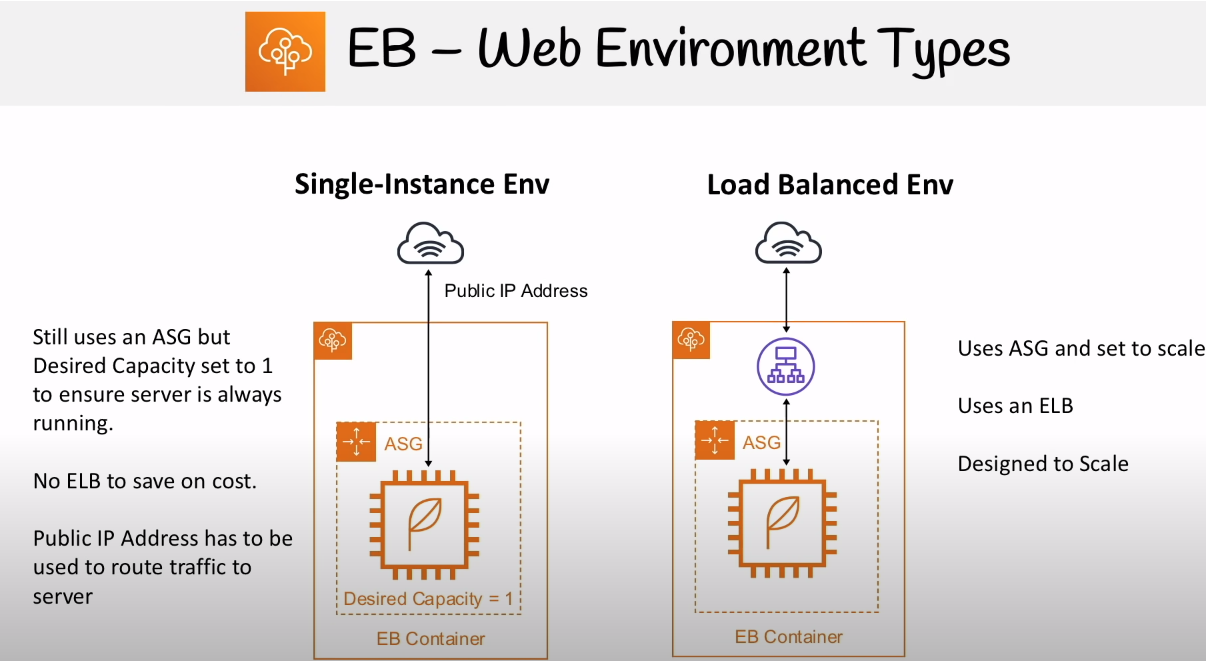 EB – Web Environment Types
Single-Instance Env
Public IP Address
Still uses an ASG but
Desired Capacity set to 1
to ensure server is always
running.
No ELB to save on cost.
Public IP Address has to be
used to route traffic to
server
ASG
Desired Capacity = 1
EB Container
Load Balanced Env
ASG
EB Container
Uses ASG and set to scale
Uses an ELB
Designed to Scale